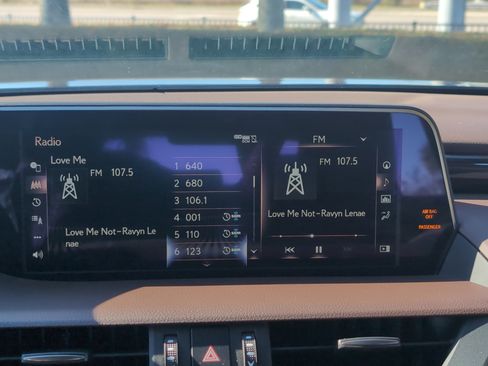 Radio
FM
Love Me
FM 107.5
Love Me Not-Ravyn Le
nae
1 640
2 680
3 106.1
4 001
5 110
6 123
FM 107.5
Love Me Not-Ravyn Lenae
AIR BAG
OFF
PASSENGER